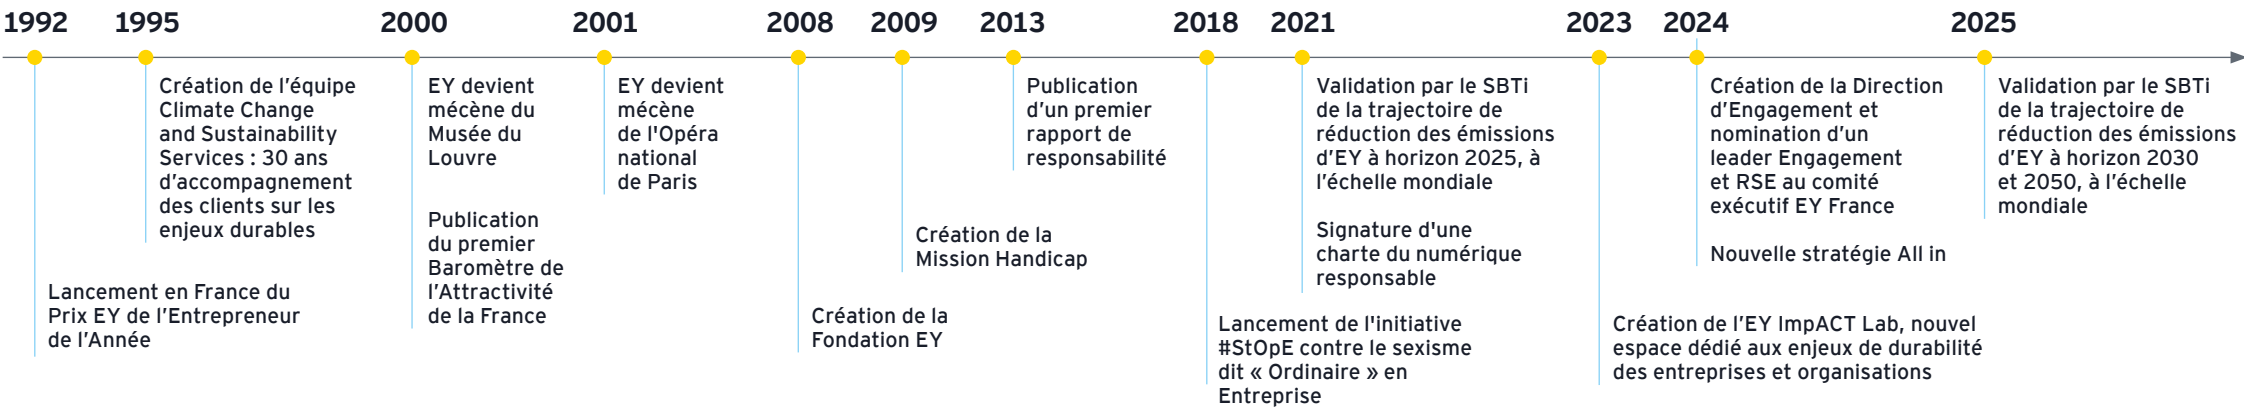 1992
1995
2000
2001
2008
2009
2013
2018
2021
2023
2024
2025
Lancement en France du
Prix EY de l’Entrepreneur
de l’Année
Création de l’équipe
Climate Change
and Sustainability
Services : 30 ans
d’accompagnement
des clients sur les
enjeux durables
EY devient
mécène du
Musée du
Louvre
Publication
du premier
Baromètre de
l’Attractivité
de la France
EY devient
mécène
de l'Opéra
national
de Paris
Création de la
Fondation EY
Création de la
Mission Handicap
Publication
d’un premier
rapport de
responsabilité
Lancement de l'initiative
#StOpE contre le sexisme
dit « Ordinaire » en
Entreprise
Validation par le SBTi
de la trajectoire de
réduction des émissions
d’EY à horizon 2025, à
l’échelle mondiale
Signature d'une
charte du numérique
responsable
Création de l’EY ImpACT Lab, nouvel
espace dédié aux enjeux de durabilité
des entreprises et organisations
Création de la Direction
d’Engagement et
nomination d’un
leader Engagement
et RSE au comité
exécutif EY France
Nouvelle stratégie All in
Validation par le SBTi
de la trajectoire de
réduction des émissions
d’EY à horizon 2030
et 2050, à l’échelle
mondiale